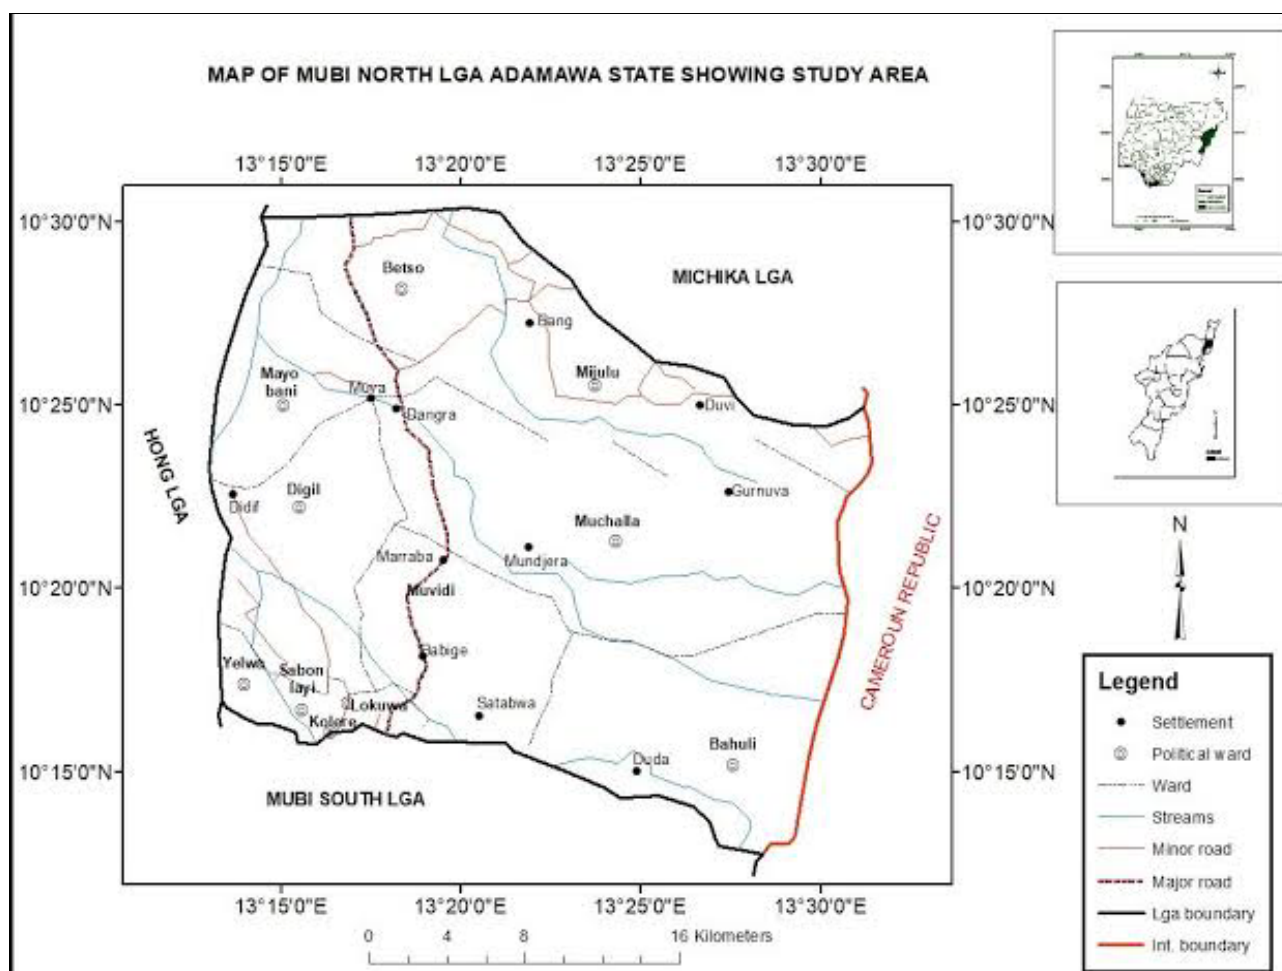 MAP OF MUBI NORTH LGA ADAMAWA STATE SHOWING STUDY AREA
13°15'0"E 13°20'0"E 13°25'0"E 13°30'0"E
10°30'0"N 10°30'0"N
Betso
MICHIKA LGA
Bang
Mayo
bani
Mijulu
Muva
10°25'0"N 10°25'0"N
Duvi
Dangra
HONG LGA
Digil
Didif
Gurnuva
Muchalla
Marraba
Mundjera
10°20'0"N 10°20'0"N
Muvidi
CAMEROUN REPUBLIC
Babige
Yelwa
Sabon
layi
Lokuwa
Satabwa
Kolere
Bahuli
Duda
10°15'0"N 10°15'0"N
MUBI SOUTH LGA
13°15'0"E 13°20'0"E 13°25'0"E 13°30'0"E
0 4 8 16 Kilometers
N
Legend
Settlement
Political ward
Ward
Streams
Minor road
Major road
Lga boundary
Int. boundary